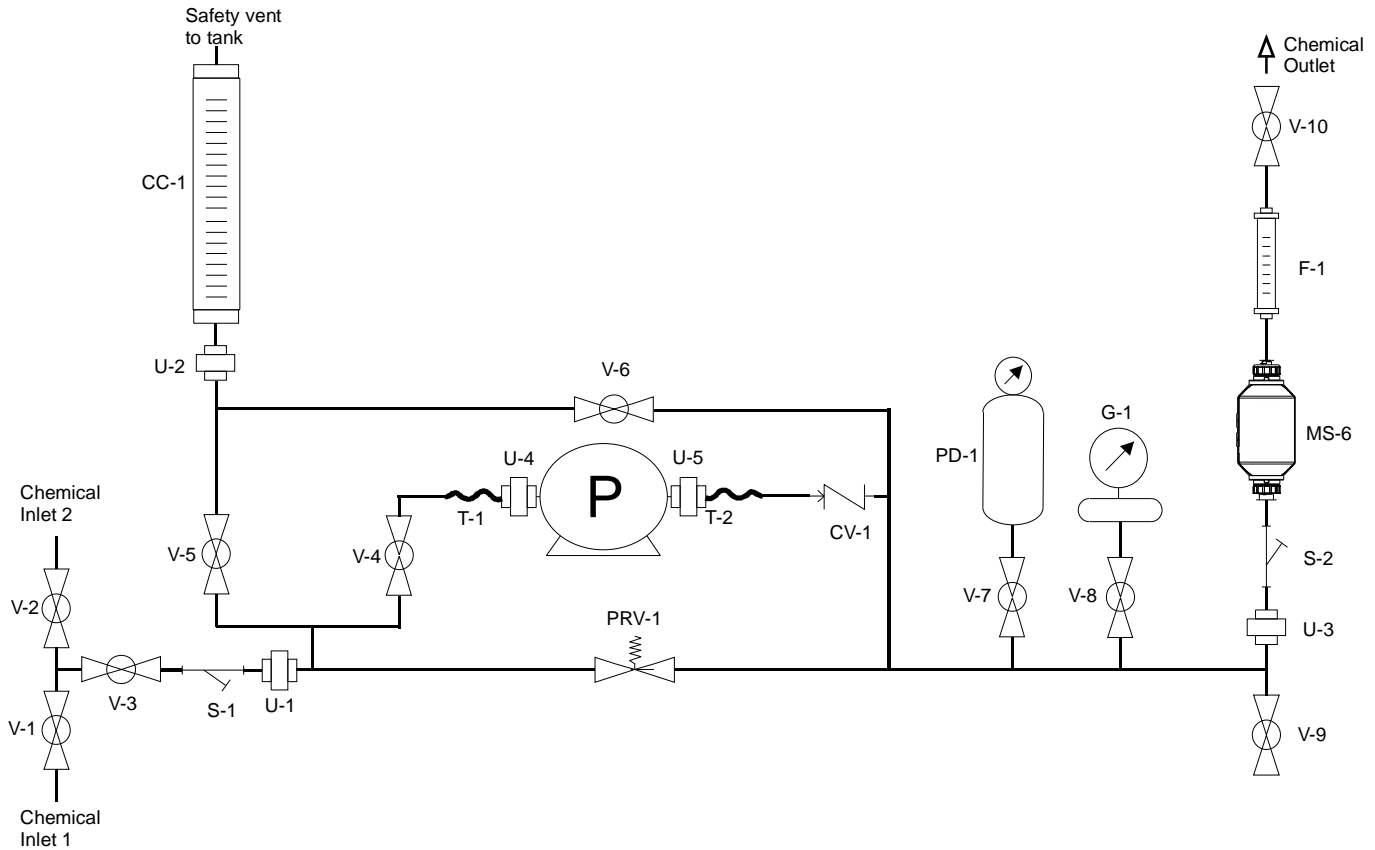 Safety vent
to tank
Chemical
Outlet
V-10
CC-1
F-1
U-2
V-6
G-1
MS-6
PD-1
U-4
U-5
P
Chemical
Inlet 2
T-1
T-2
CV-1
V-5
V-4
S-2
V-7
V-8
V-2
PRV-1
U-3
V-3
S-1
U-1
V-1
V-9
Chemical
Inlet 1